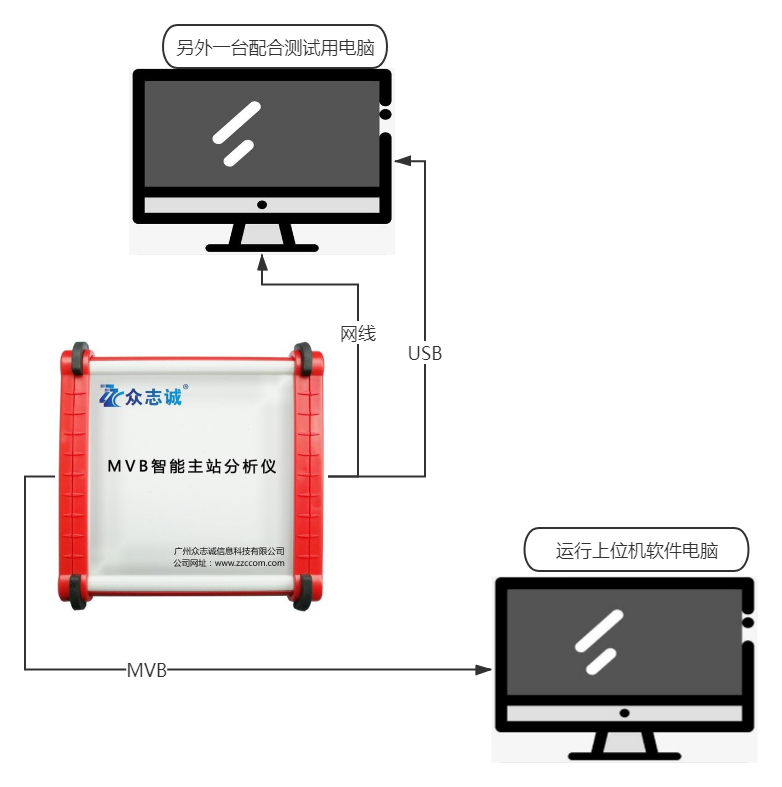 另外一台配合测试用电脑
网线
USB
众志诚®
MVB智能主站分析仪
广州众志诚信息科技有限公司
公司网址：www.zzccom.com
运行上位机软件电脑
MVB